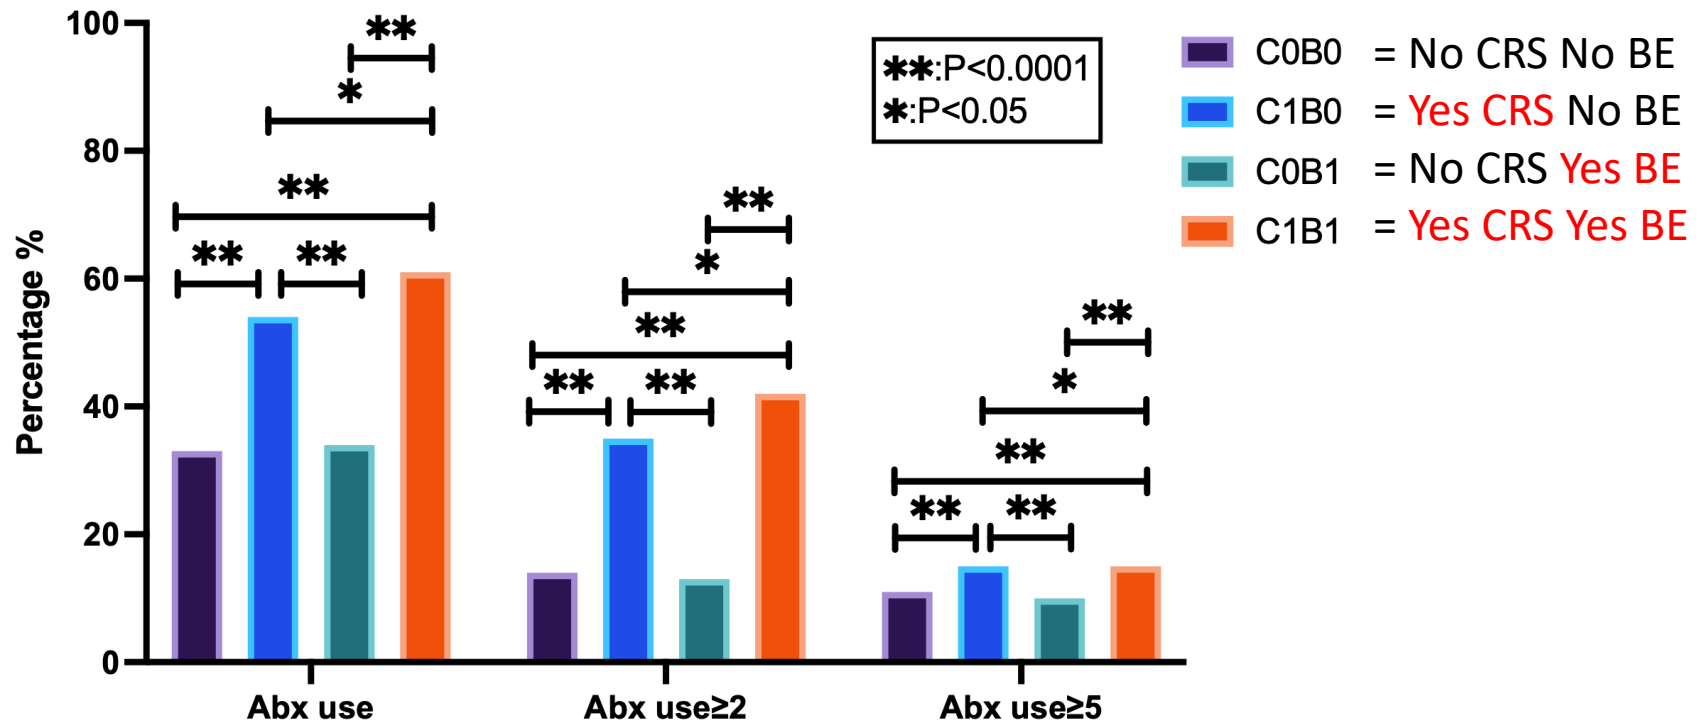 Percentage %
100
80
60
40
20
0
**
*
**
** **
**
*
**
** **
**
*
**
** **
Abx use
Abx use≥2
Abx use≥5
**:P<0.0001
*:P<0.05
C0B0 = No CRS No BE
C1B0 = Yes CRS No BE
C0B1 = No CRS Yes BE
C1B1 = Yes CRS Yes BE